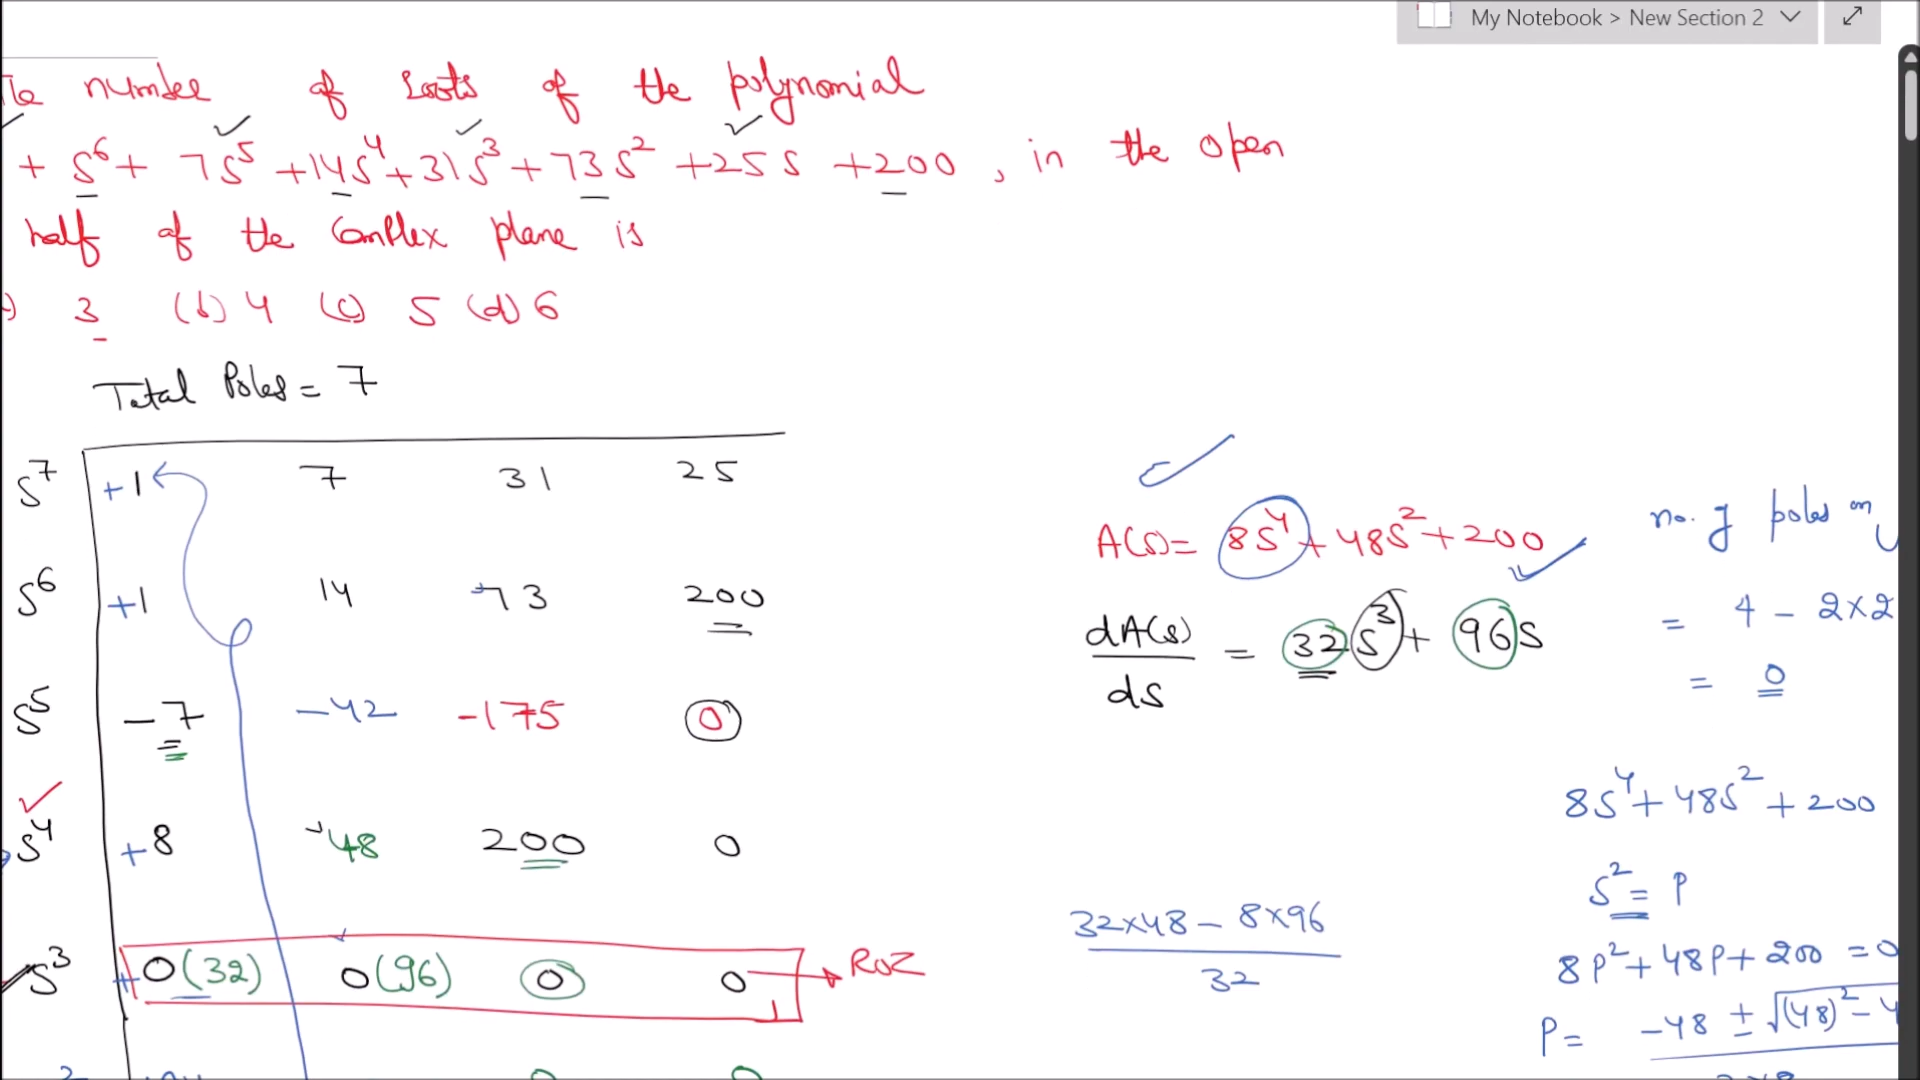 My Notebook > New Section 2
The number of roots of the polynomial
+ s⁶ + 7s⁵ + 14s⁴ + 31s³ + 73s² + 25s + 200 , in the open
half of the complex plane is
) 3 (b) 4 (c) 5 (d) 6
Total Poles = 7
s⁷ +1 7 31 25
s⁶ +1 14 73 200
s⁵ -7 -42 -175 0
s⁴ +8 48 200 0
s³ +0(32) 0(96) 0 0 → ROZ
A(s) = 8s⁴ + 48s² + 200
dA(s)/ds = 32s³ + 96s
32×48 - 8×96
32
no. of poles on
= 4 - 2×2
= 0
8s⁴ + 48s² + 200
s² = P
8P² + 48P + 200 = 0
P = -48 ± √(48)² - 4